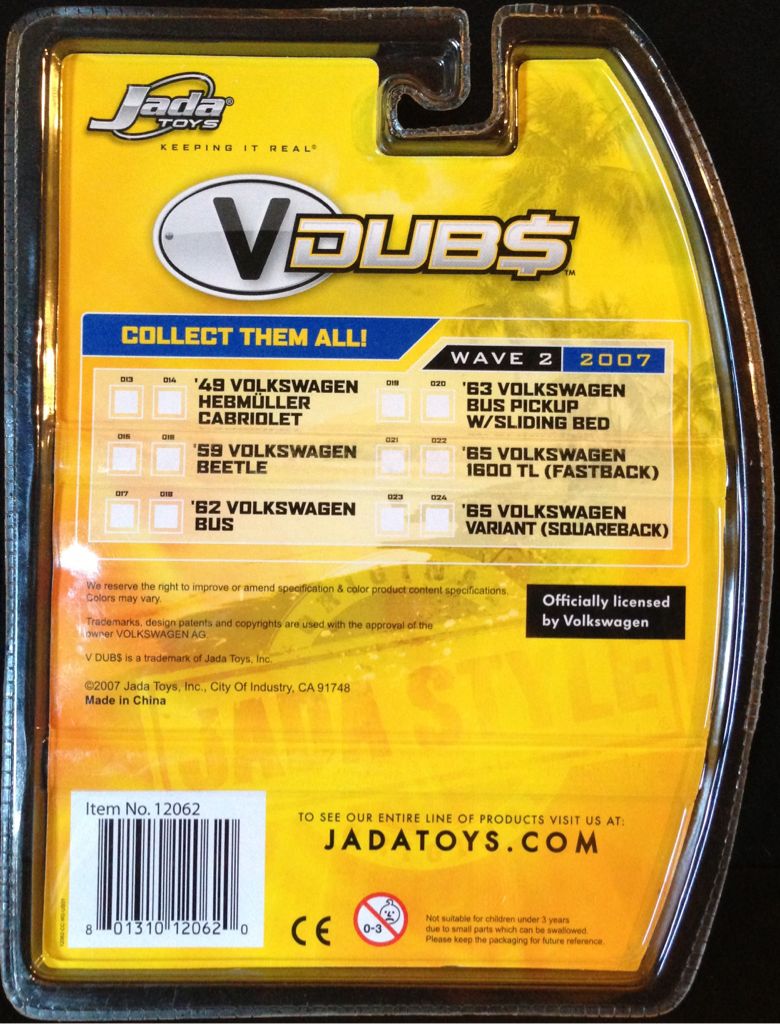 Jada®
TOYS
KEEPING IT REAL®
V DUB$™
COLLECT THEM ALL!
WAVE 2 2007
013 014 '49 VOLKSWAGEN
HEBMÜLLER
CABRIOLET
016 016 '59 VOLKSWAGEN
BEETLE
017 018 '62 VOLKSWAGEN
BUS
019 020 '63 VOLKSWAGEN
BUS PICKUP
W/SLIDING BED
021 022 '65 VOLKSWAGEN
1600 TL (FASTBACK)
023 024 '65 VOLKSWAGEN
VARIANT (SQUAREBACK)
We reserve the right to improve or amend specification & color product content specifications.
Colors may vary.
Trademarks, design patents and copyrights are used with the approval of the
owner VOLKSWAGEN AG.
V DUB$ is a trademark of Jada Toys, Inc.
©2007 Jada Toys, Inc., City Of Industry, CA 91748
Made in China
Officially licensed
by Volkswagen
JADA STYLE
Item No. 12062
8 01310 12062 0
TO SEE OUR ENTIRE LINE OF PRODUCTS VISIT US AT:
JADATOYS.COM
CE
0-3
Not suitable for children under 3 years
due to small parts which can be swallowed.
Please keep the packaging for future reference.